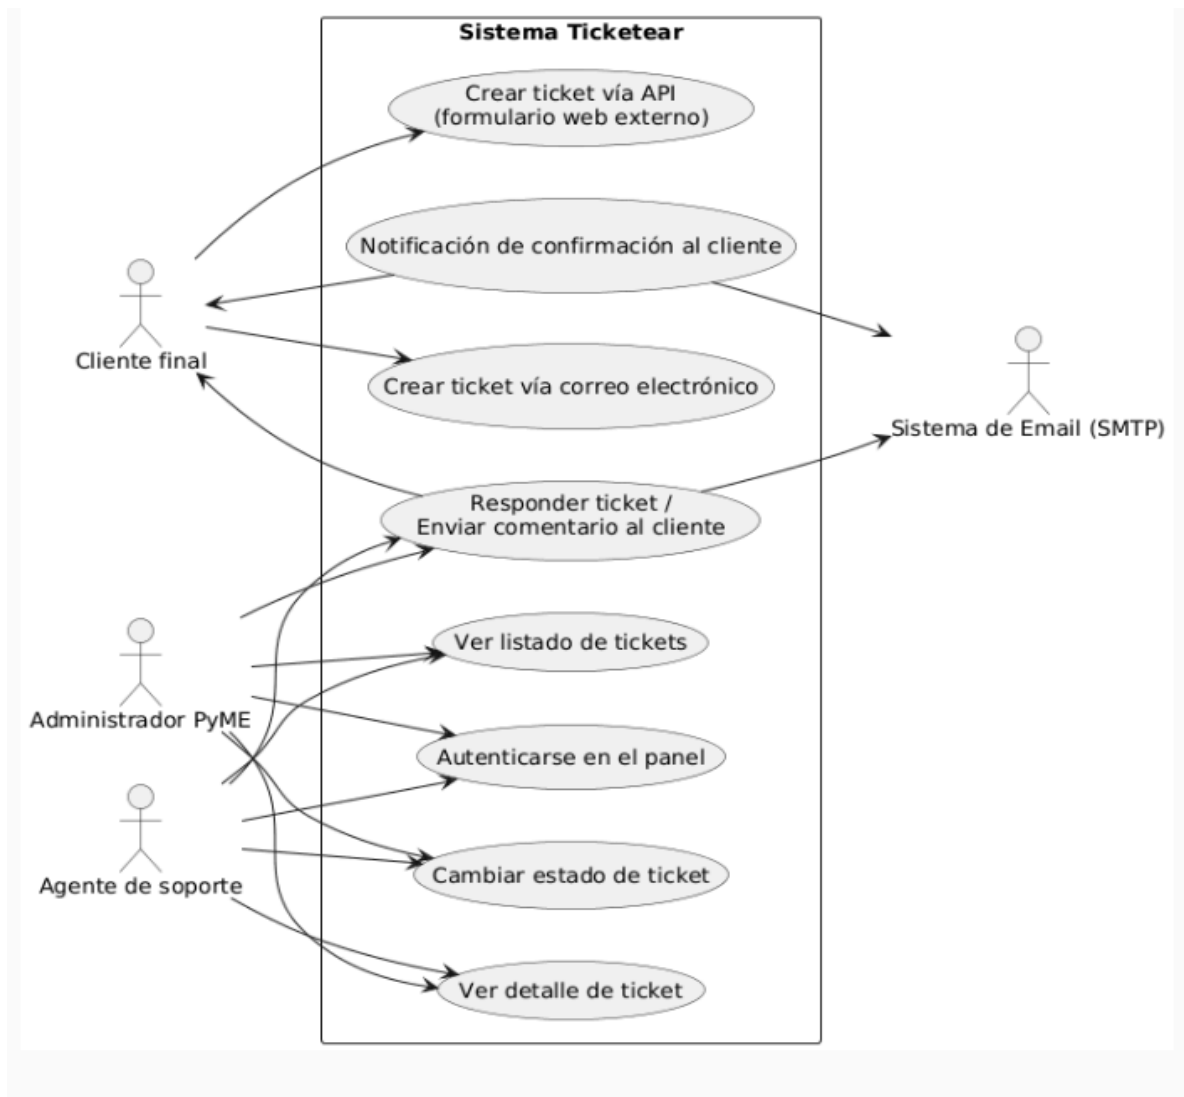 Sistema Ticketear
Crear ticket vía API
(formulario web externo)
Notificación de confirmación al cliente
Cliente final
Crear ticket vía correo electrónico
Sistema de Email (SMTP)
Responder ticket /
Enviar comentario al cliente
Ver listado de tickets
Administrador PyME
Autenticarse en el panel
Cambiar estado de ticket
Agente de soporte
Ver detalle de ticket